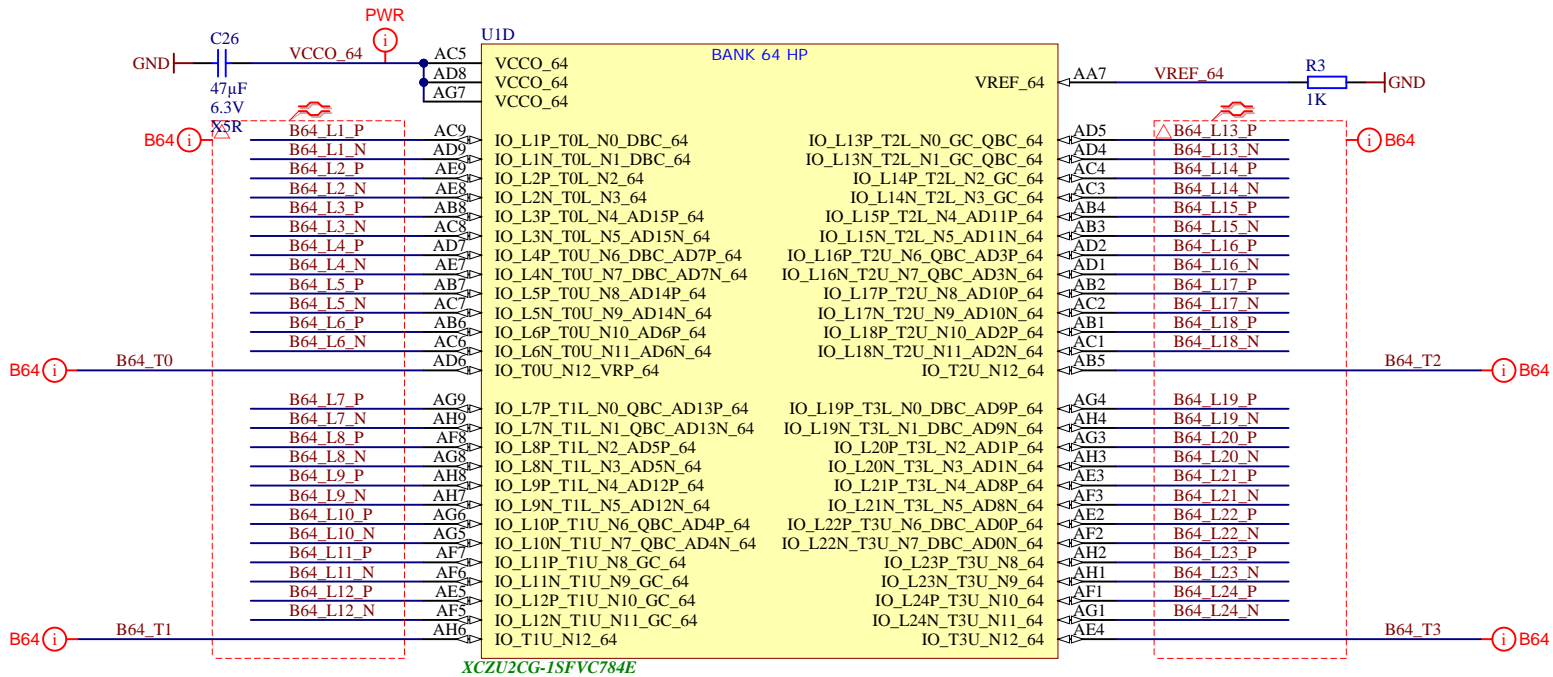 PWR
i
C26
GND
VCCO_64
47µF
6.3V
X5R
U1D
BANK 64 HP
AC5 VCCO_64
AD8 VCCO_64
AG7 VCCO_64
VREF_64 AA7 VREF_64
R3
1K
GND
B64 i
B64_L1_P AC9 IO_L1P_T0L_N0_DBC_64
B64_L1_N AD9 IO_L1N_T0L_N1_DBC_64
B64_L2_P AE9 IO_L2P_T0L_N2_64
B64_L2_N AE8 IO_L2N_T0L_N3_64
B64_L3_P AB8 IO_L3P_T0L_N4_AD15P_64
B64_L3_N AC8 IO_L3N_T0L_N5_AD15N_64
B64_L4_P AD7 IO_L4P_T0U_N6_DBC_AD7P_64
B64_L4_N AE7 IO_L4N_T0U_N7_DBC_AD7N_64
B64_L5_P AB7 IO_L5P_T0U_N8_AD14P_64
B64_L5_N AC7 IO_L5N_T0U_N9_AD14N_64
B64_L6_P AB6 IO_L6P_T0U_N10_AD6P_64
B64_L6_N AC6 IO_L6N_T0U_N11_AD6N_64
B64 i B64_T0 AD6 IO_T0U_N12_VRP_64
B64_L7_P AG9 IO_L7P_T1L_N0_QBC_AD13P_64
B64_L7_N AH9 IO_L7N_T1L_N1_QBC_AD13N_64
B64_L8_P AF8 IO_L8P_T1L_N2_AD5P_64
B64_L8_N AG8 IO_L8N_T1L_N3_AD5N_64
B64_L9_P AH8 IO_L9P_T1L_N4_AD12P_64
B64_L9_N AH7 IO_L9N_T1L_N5_AD12N_64
B64_L10_P AG6 IO_L10P_T1U_N6_QBC_AD4P_64
B64_L10_N AG5 IO_L10N_T1U_N7_QBC_AD4N_64
B64_L11_P AF7 IO_L11P_T1U_N8_GC_64
B64_L11_N AF6 IO_L11N_T1U_N9_GC_64
B64_L12_P AE5 IO_L12P_T1U_N10_GC_64
B64_L12_N AF5 IO_L12N_T1U_N11_GC_64
B64 i B64_T1 AH6 IO_T1U_N12_64
IO_L13P_T2L_N0_GC_QBC_64 AD5 B64_L13_P
i B64
IO_L13N_T2L_N1_GC_QBC_64 AD4 B64_L13_N
IO_L14P_T2L_N2_GC_64 AC4 B64_L14_P
IO_L14N_T2L_N3_GC_64 AC3 B64_L14_N
IO_L15P_T2L_N4_AD11P_64 AB4 B64_L15_P
IO_L15N_T2L_N5_AD11N_64 AB3 B64_L15_N
IO_L16P_T2U_N6_QBC_AD3P_64 AD2 B64_L16_P
IO_L16N_T2U_N7_QBC_AD3N_64 AD1 B64_L16_N
IO_L17P_T2U_N8_AD10P_64 AB2 B64_L17_P
IO_L17N_T2U_N9_AD10N_64 AC2 B64_L17_N
IO_L18P_T2U_N10_AD2P_64 AB1 B64_L18_P
IO_L18N_T2U_N11_AD2N_64 AC1 B64_L18_N
IO_T2U_N12_64 AB5 B64_T2 i B64
IO_L19P_T3L_N0_DBC_AD9P_64 AG4 B64_L19_P
IO_L19N_T3L_N1_DBC_AD9N_64 AH4 B64_L19_N
IO_L20P_T3L_N2_AD1P_64 AG3 B64_L20_P
IO_L20N_T3L_N3_AD1N_64 AH3 B64_L20_N
IO_L21P_T3L_N4_AD8P_64 AE3 B64_L21_P
IO_L21N_T3L_N5_AD8N_64 AF3 B64_L21_N
IO_L22P_T3U_N6_DBC_AD0P_64 AE2 B64_L22_P
IO_L22N_T3U_N7_DBC_AD0N_64 AF2 B64_L22_N
IO_L23P_T3U_N8_64 AH2 B64_L23_P
IO_L23N_T3U_N9_64 AH1 B64_L23_N
IO_L24P_T3U_N10_64 AF1 B64_L24_P
IO_L24N_T3U_N11_64 AG1 B64_L24_N
IO_T3U_N12_64 AE4 B64_T3 i B64
XCZU2CG-1SFVC784E